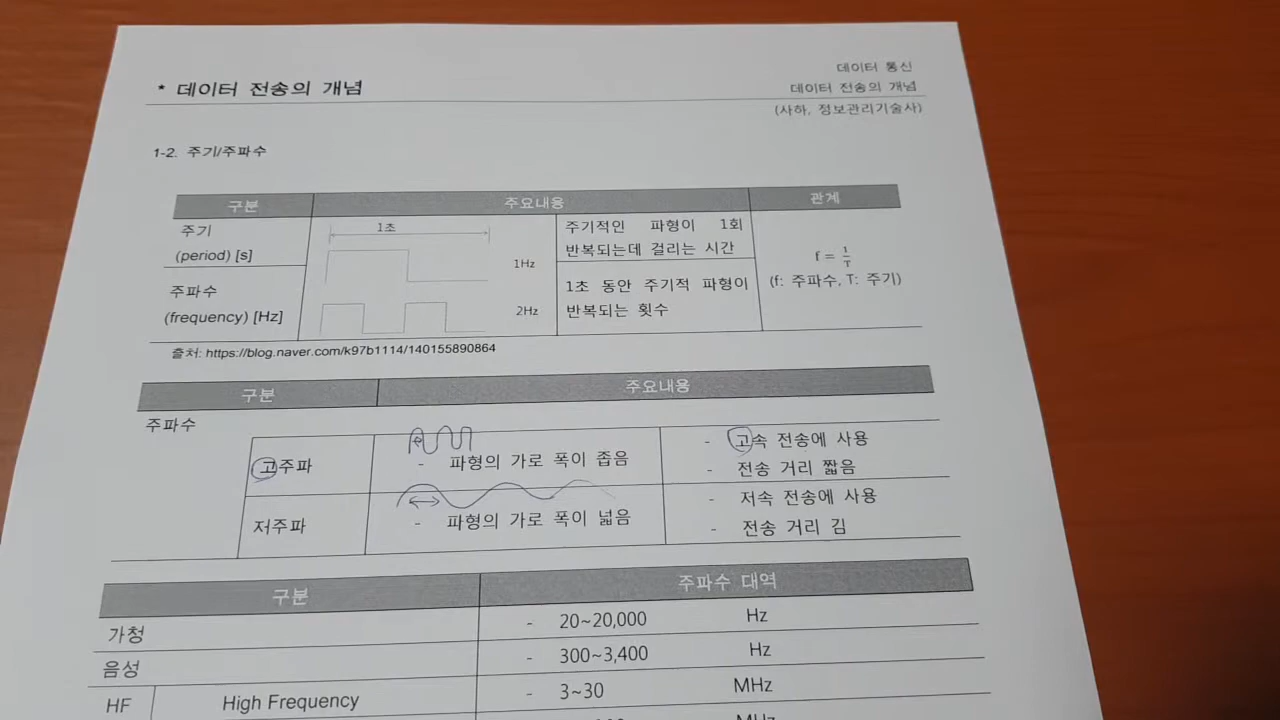 * 데이터 전송의 개념
데이터 통신
데이터 전송의 개념
(사하, 정보관리기술사)
1-2. 주기/주파수
구분 주요내용 관계
주기
(period) [s]
1초
1Hz
주기적인 파형이 1회
반복되는데 걸리는 시간
f = 1/T
(f: 주파수, T: 주기)
주파수
(frequency) [Hz]
2Hz
1초 동안 주기적 파형이
반복되는 횟수
출처: https://blog.naver.com/k97b1114/140155890864
구분 주요내용
주파수
고주파
- 파형의 가로 폭이 좁음
- 고속 전송에 사용
- 전송 거리 짧음
저주파
- 파형의 가로 폭이 넓음
- 저속 전송에 사용
- 전송 거리 김
구분 주파수 대역
가청 - 20~20,000 Hz
음성 - 300~3,400 Hz
HF High Frequency - 3~30 MHz
MHz